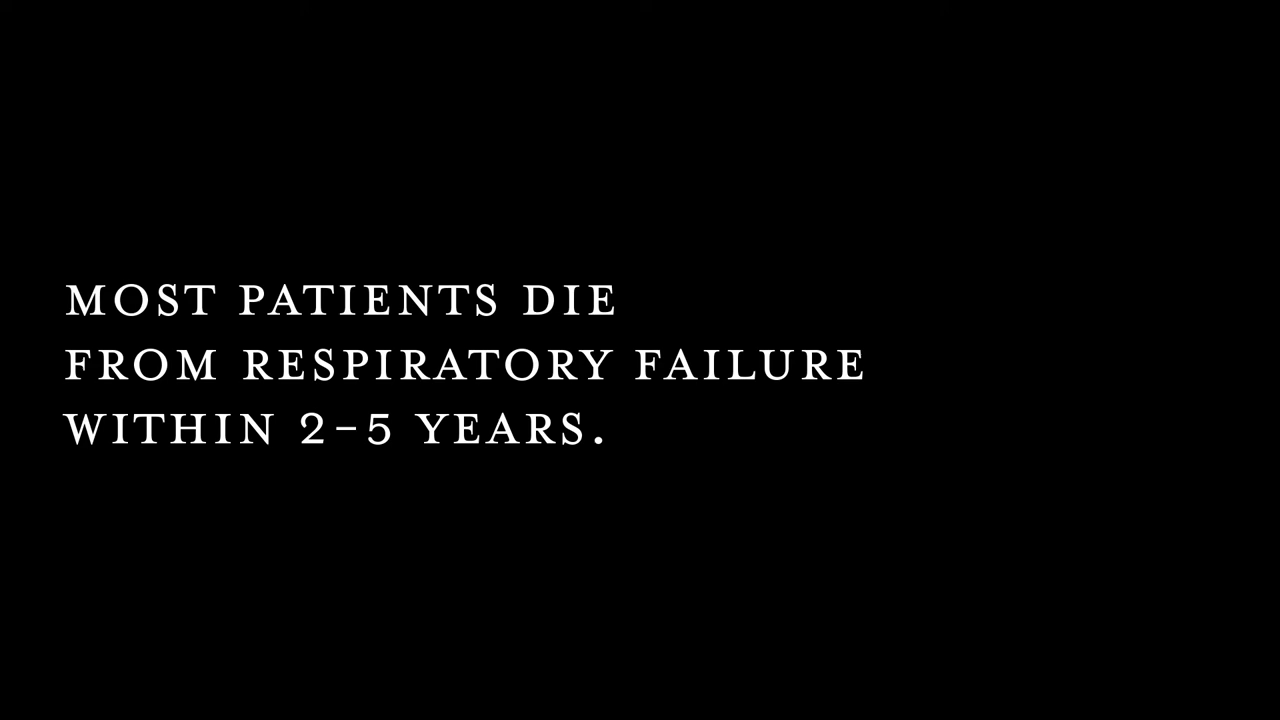 MOST PATIENTS DIE
FROM RESPIRATORY FAILURE
WITHIN 2-5 YEARS.